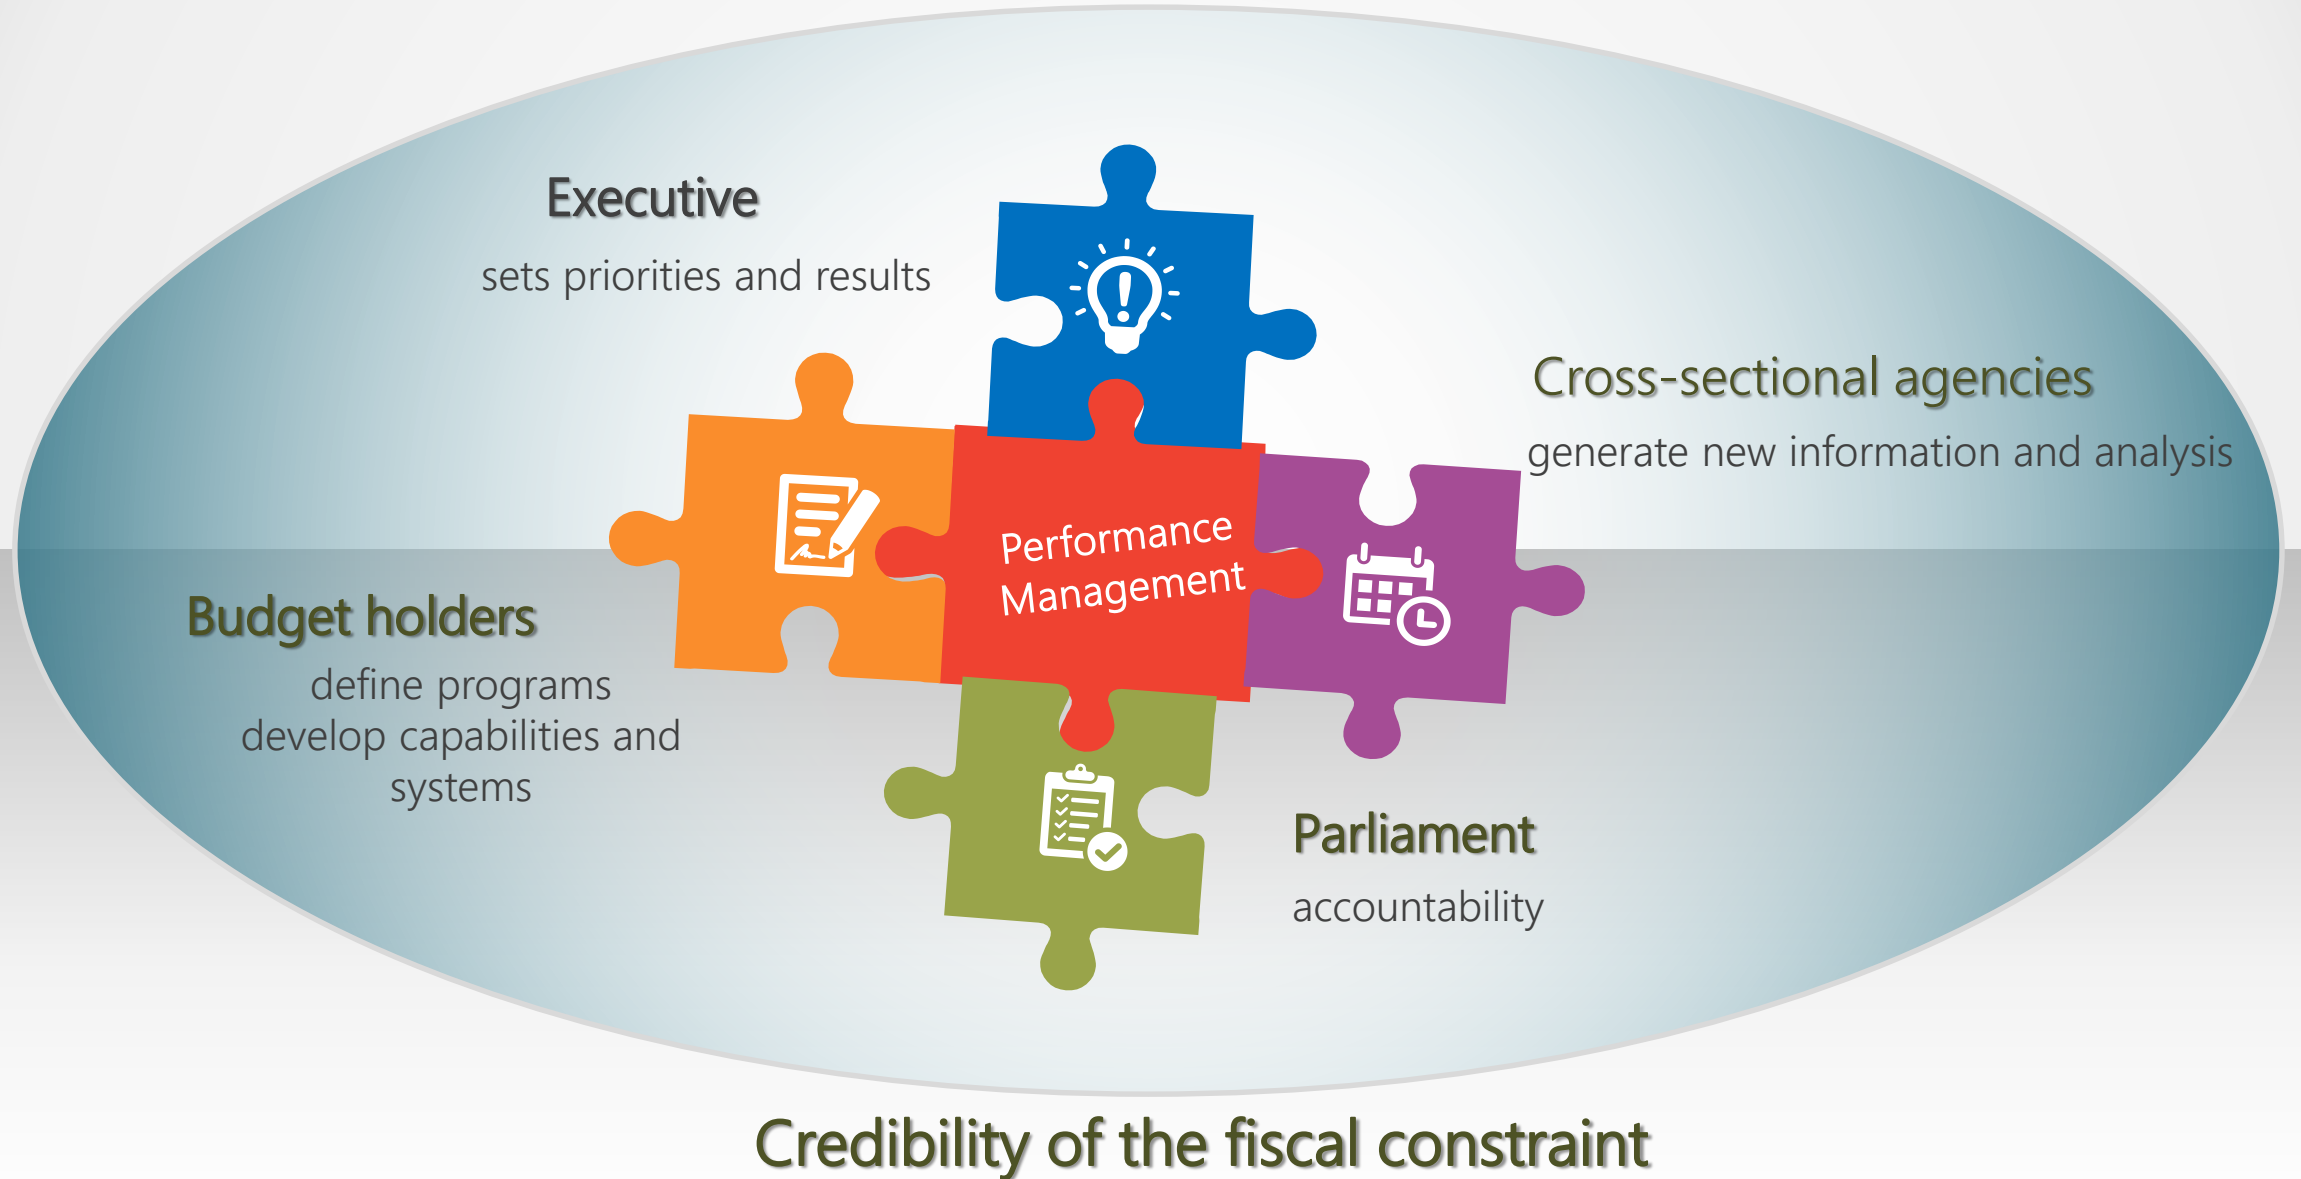 Executive
sets priorities and results
Cross-sectional agencies
generate new information and analysis
Performance
Management
Budget holders
define programs
develop capabilities and
systems
Parliament
accountability
Credibility of the fiscal constraint